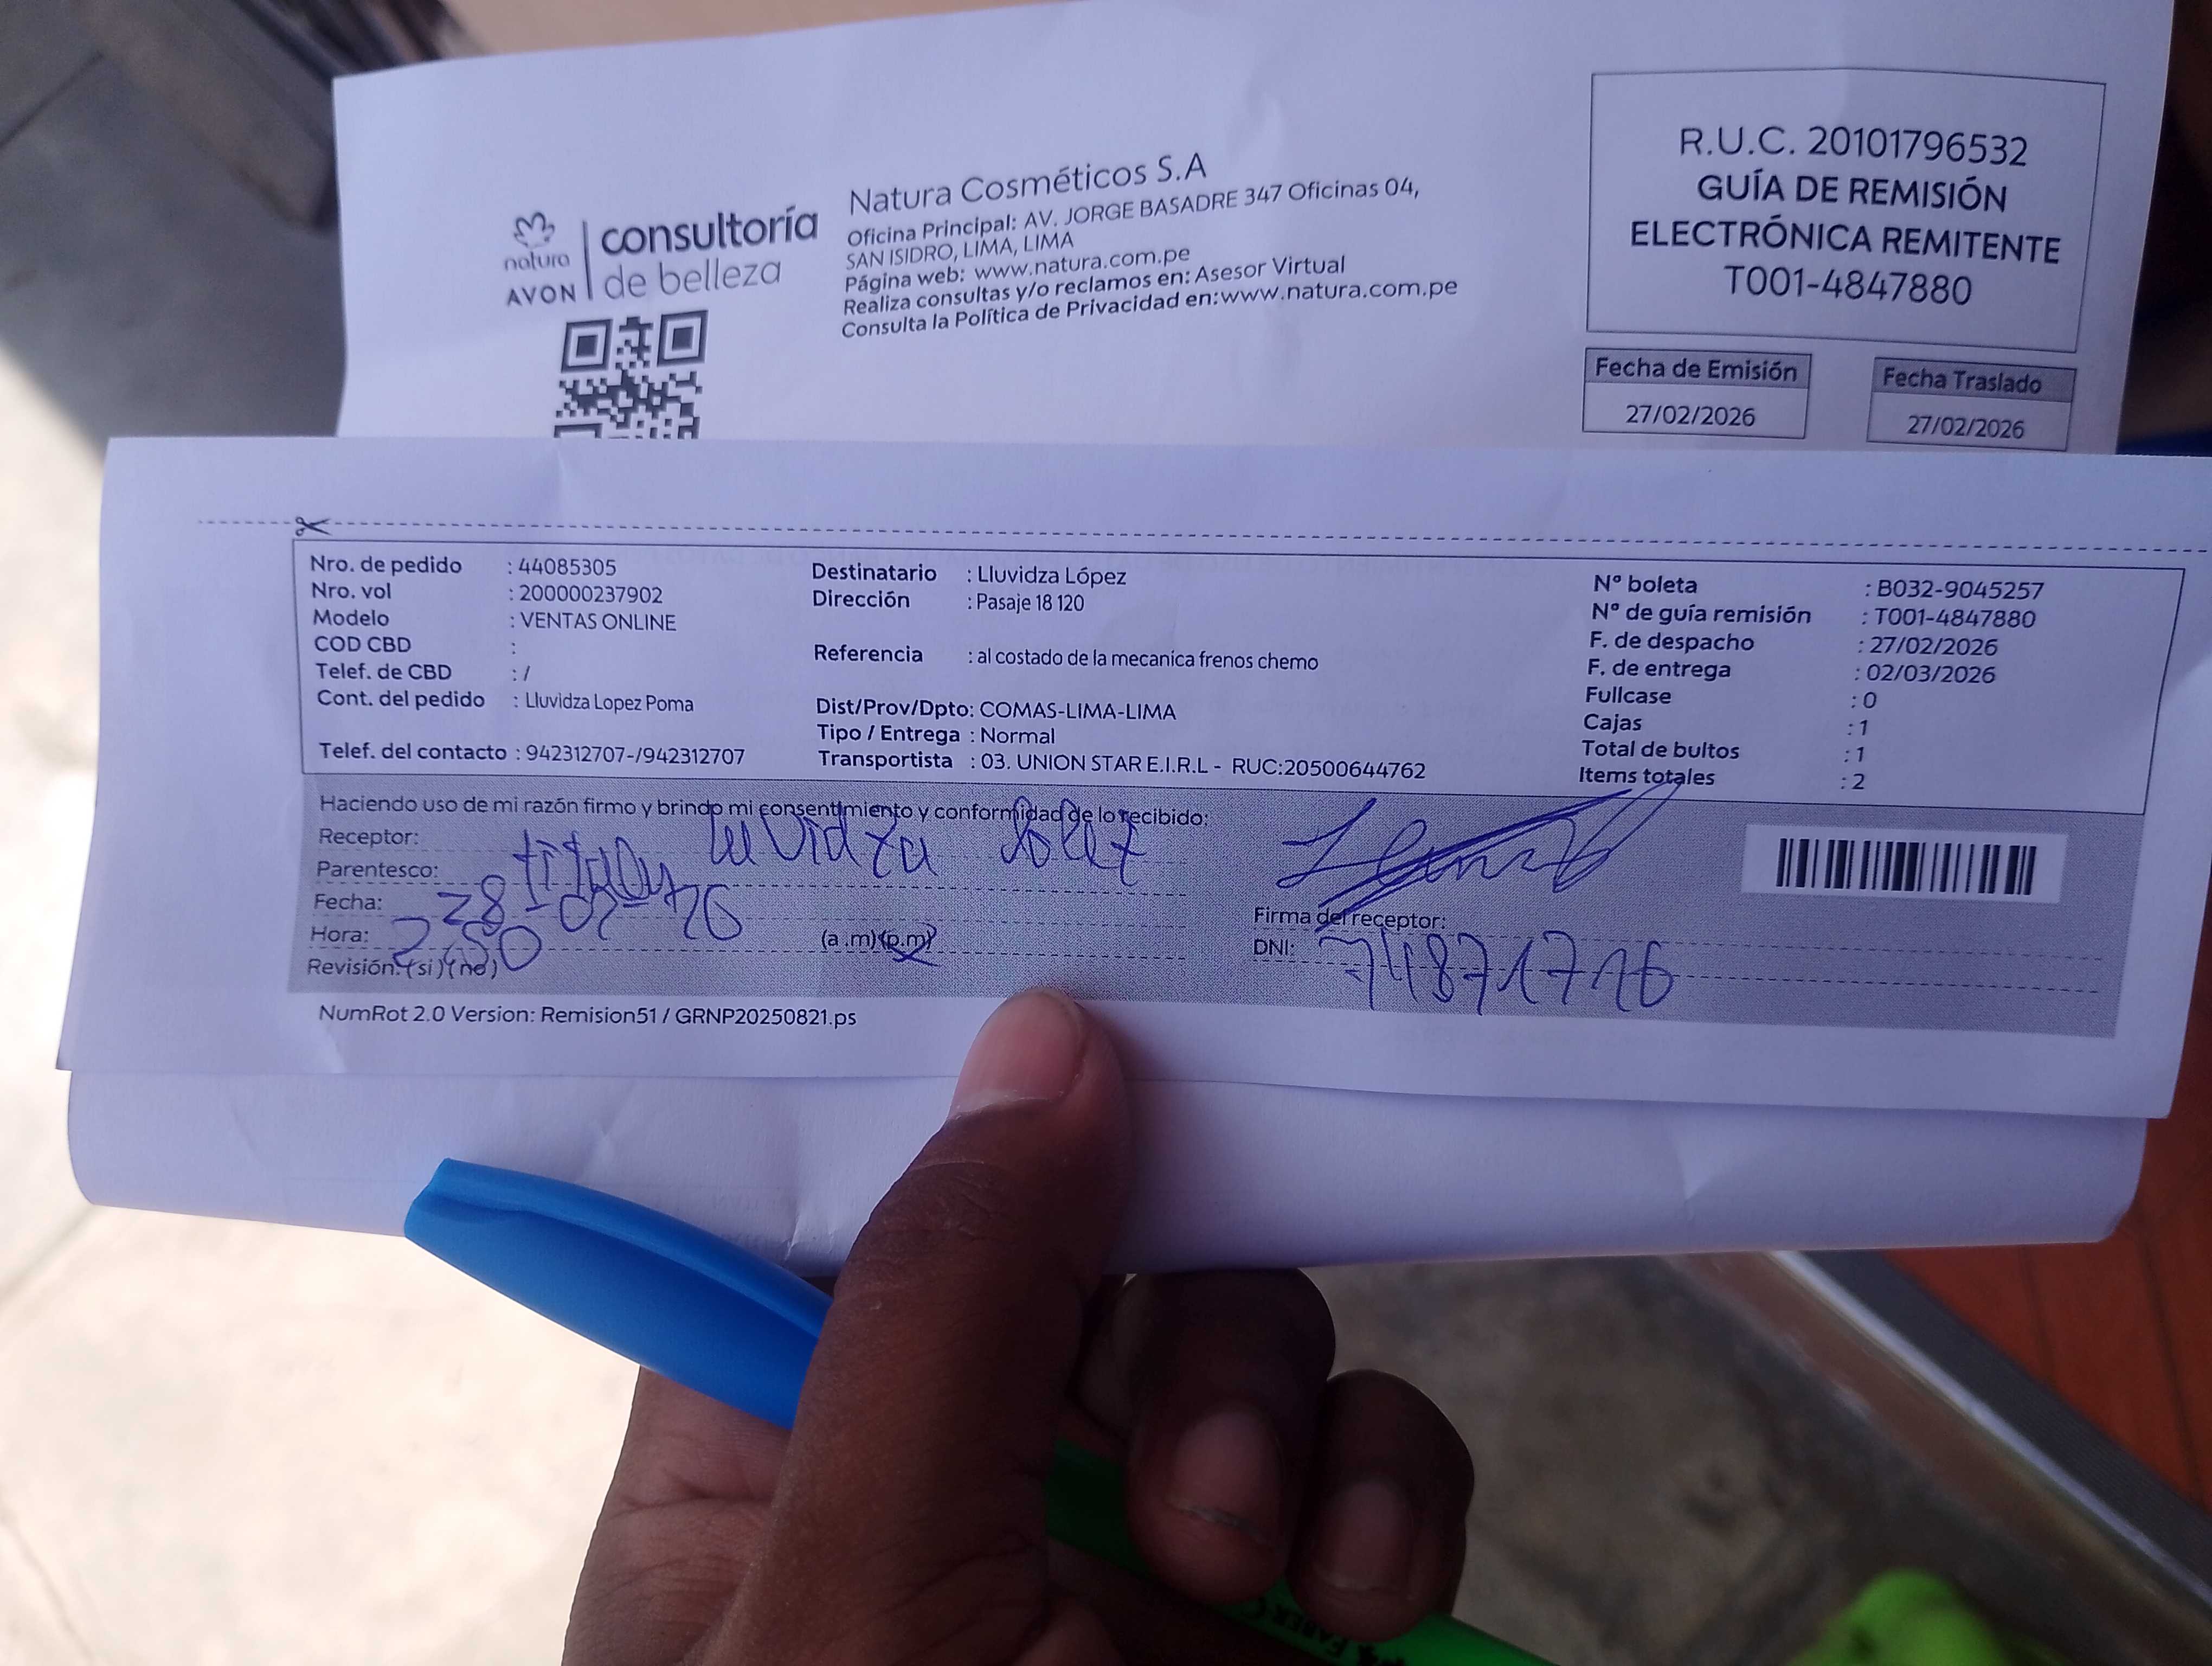 natura
AVON
consultoría
de belleza
Natura Cosméticos S.A
Oficina Principal: AV. JORGE BASADRE 347 Oficinas 04,
SAN ISIDRO, LIMA, LIMA
Página web: www.natura.com.pe
Realiza consultas y/o reclamos en: Asesor Virtual
Consulta la Política de Privacidad en:www.natura.com.pe
R.U.C. 20101796532
GUÍA DE REMISIÓN
ELECTRÓNICA REMITENTE
T001-4847880
Fecha de Emisión
27/02/2026
Fecha Traslado
27/02/2026
Nro. de pedido : 44085305
Nro. vol : 200000237902
Modelo : VENTAS ONLINE
COD CBD :
Telef. de CBD : /
Cont. del pedido : Lluvidza Lopez Poma
Telef. del contacto : 942312707-/942312707
Destinatario : Lluvidza López
Dirección : Pasaje 18 120
Referencia : al costado de la mecanica frenos chemo
Dist/Prov/Dpto: COMAS-LIMA-LIMA
Tipo / Entrega : Normal
Transportista : 03. UNION STAR E.I.R.L - RUC:20500644762
N° boleta : B032-9045257
N° de guía remisión : T001-4847880
F. de despacho : 27/02/2026
F. de entrega : 02/03/2026
Fullcase : 0
Cajas : 1
Total de bultos : 1
Items totales : 2
Haciendo uso de mi razón firmo y brindo mi consentimiento y conformidad de lo recibido:
Receptor:
Parentesco:
Fecha: 28-02-26
Hora: 2:50 (a.m)(p.m)
Revisión: (si) (no)
Firma del receptor:
DNI: 74871716
NumRot 2.0 Version: Remision51 / GRNP20250821.ps